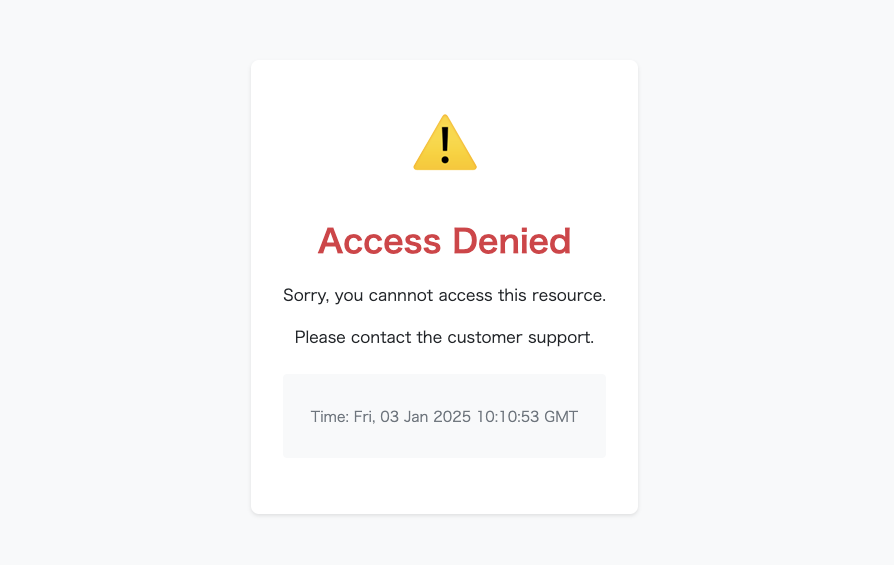 Access Denied
Sorry, you cannnot access this resource.
Please contact the customer support.
Time: Fri, 03 Jan 2025 10:10:53 GMT